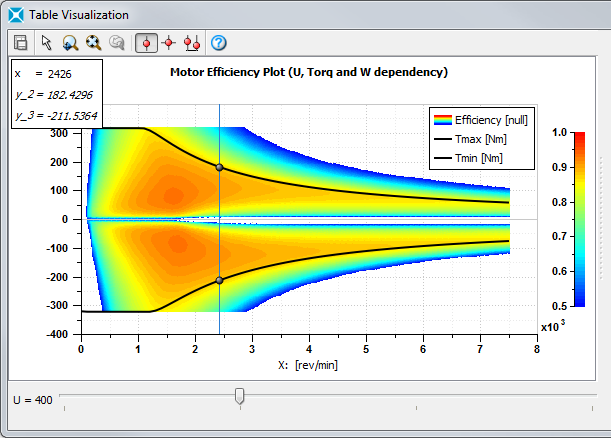 Table Visualization
x = 2426
y_2 = 182.4296
y_3 = -211.5364
Motor Efficiency Plot (U, Torq and W dependency)
Efficiency [null]
Tmax [Nm]
Tmin [Nm]
300
200
100
0
-100
-200
-300
-400
0 1 2 3 4 5 6 7 8
x10 3
X: [rev/min]
1.0
0.9
0.8
0.7
0.6
0.5
U = 400